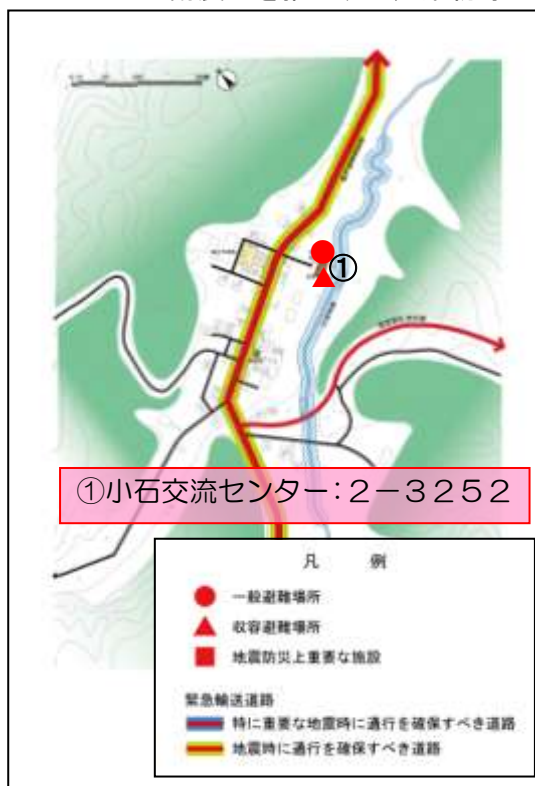 ①
①小石交流センター：２－３２５２
凡 例
一般避難場所
収容避難場所
地震防災上重要な施設
緊急輸送道路
特に重要な地震時に通行を確保すべき道路
地震時に通行を確保すべき道路